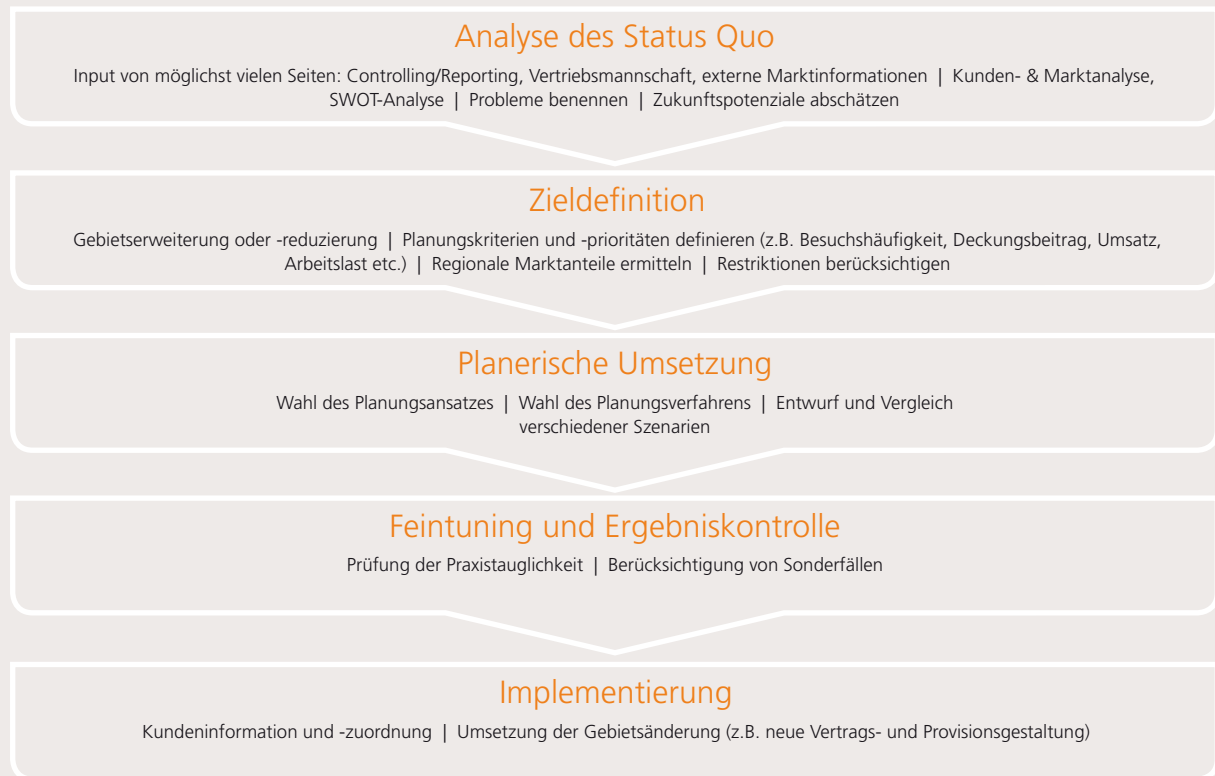 Analyse des Status Quo
Input von möglichst vielen Seiten: Controlling/Reporting, Vertriebsmannschaft, externe Marktinformationen | Kunden- & Marktanalyse,
SWOT-Analyse | Probleme benennen | Zukunftspotenziale abschätzen
Zieldefinition
Gebietserweiterung oder -reduzierung | Planungskriterien und -prioritäten definieren (z.B. Besuchshäufigkeit, Deckungsbeitrag, Umsatz,
Arbeitslast etc.) | Regionale Marktanteile ermitteln | Restriktionen berücksichtigen
Planerische Umsetzung
Wahl des Planungsansatzes | Wahl des Planungsverfahrens | Entwurf und Vergleich
verschiedener Szenarien
Feintuning und Ergebniskontrolle
Prüfung der Praxistauglichkeit | Berücksichtigung von Sonderfällen
Implementierung
Kundeninformation und -zuordnung | Umsetzung der Gebietsänderung (z.B. neue Vertrags- und Provisionsgestaltung)